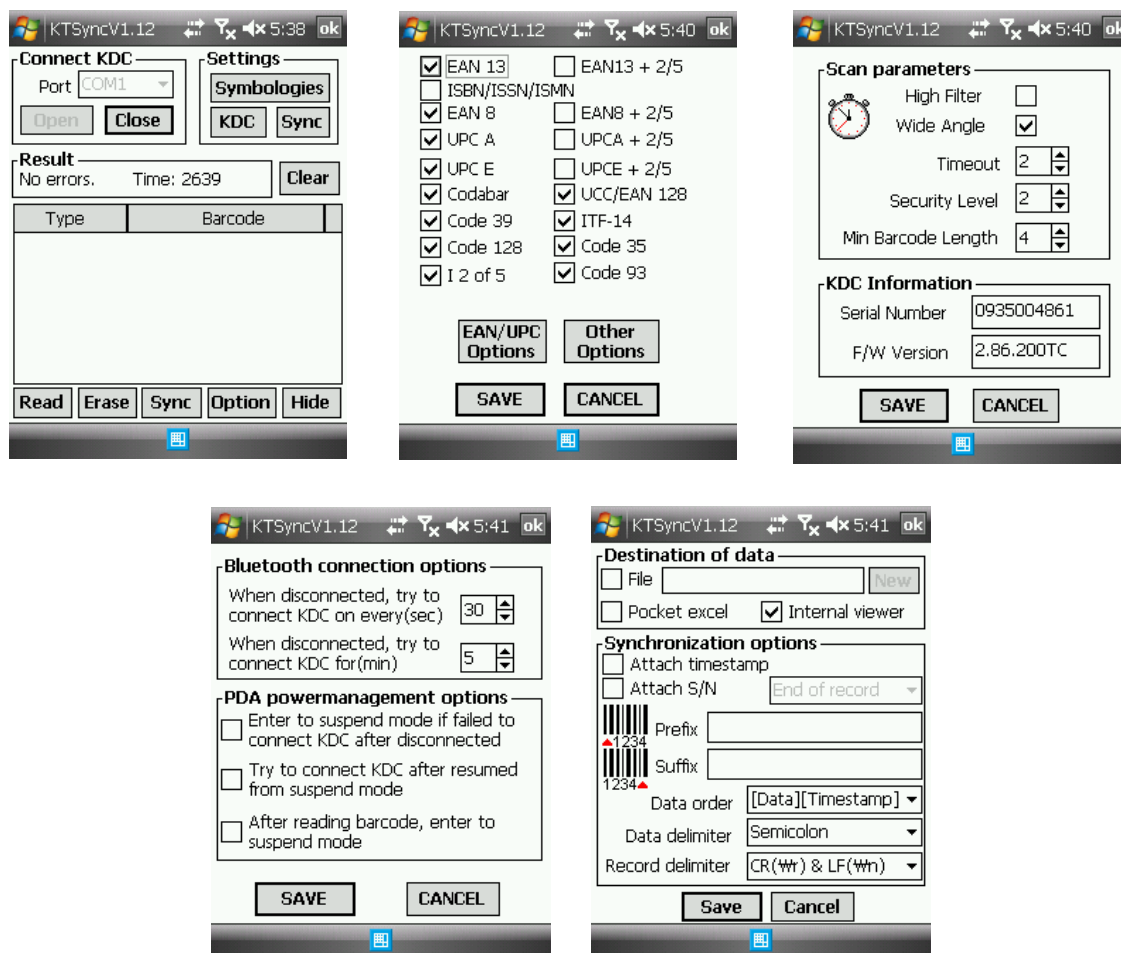 KTSyncV1.12 5:38 ok
Connect KDC
Port COM1
Open Close
Settings
Symbologies
KDC Sync
Result
No errors. Time: 2639 Clear
Type Barcode
Read Erase Sync Option Hide
KTSyncV1.12 5:40 ok
EAN 13 EAN13 + 2/5
ISBN/ISSN/ISMN
EAN 8 EAN8 + 2/5
UPC A UPCA + 2/5
UPC E UPCE + 2/5
Codabar UCC/EAN 128
Code 39 ITF-14
Code 128 Code 35
I 2 of 5 Code 93
EAN/UPC Options Other Options
SAVE CANCEL
KTSyncV1.12 5:40 ok
Scan parameters
High Filter
Wide Angle
Timeout 2
Security Level 2
Min Barcode Length 4
KDC Information
Serial Number 0935004861
F/W Version 2.86.200TC
SAVE CANCEL
KTSyncV1.12 5:41 ok
Bluetooth connection options
When disconnected, try to
connect KDC on every(sec) 30
When disconnected, try to
connect KDC for(min) 5
PDA powermanagement options
Enter to suspend mode if failed to
connect KDC after disconnected
Try to connect KDC after resumed
from suspend mode
After reading barcode, enter to
suspend mode
SAVE CANCEL
KTSyncV1.12 5:41 ok
Destination of data
File New
Pocket excel Internal viewer
Synchronization options
Attach timestamp
Attach S/N End of record
1234 Prefix
1234 Suffix
Data order [Data][Timestamp]
Data delimiter Semicolon
Record delimiter CR(₩r) & LF(₩n)
Save Cancel